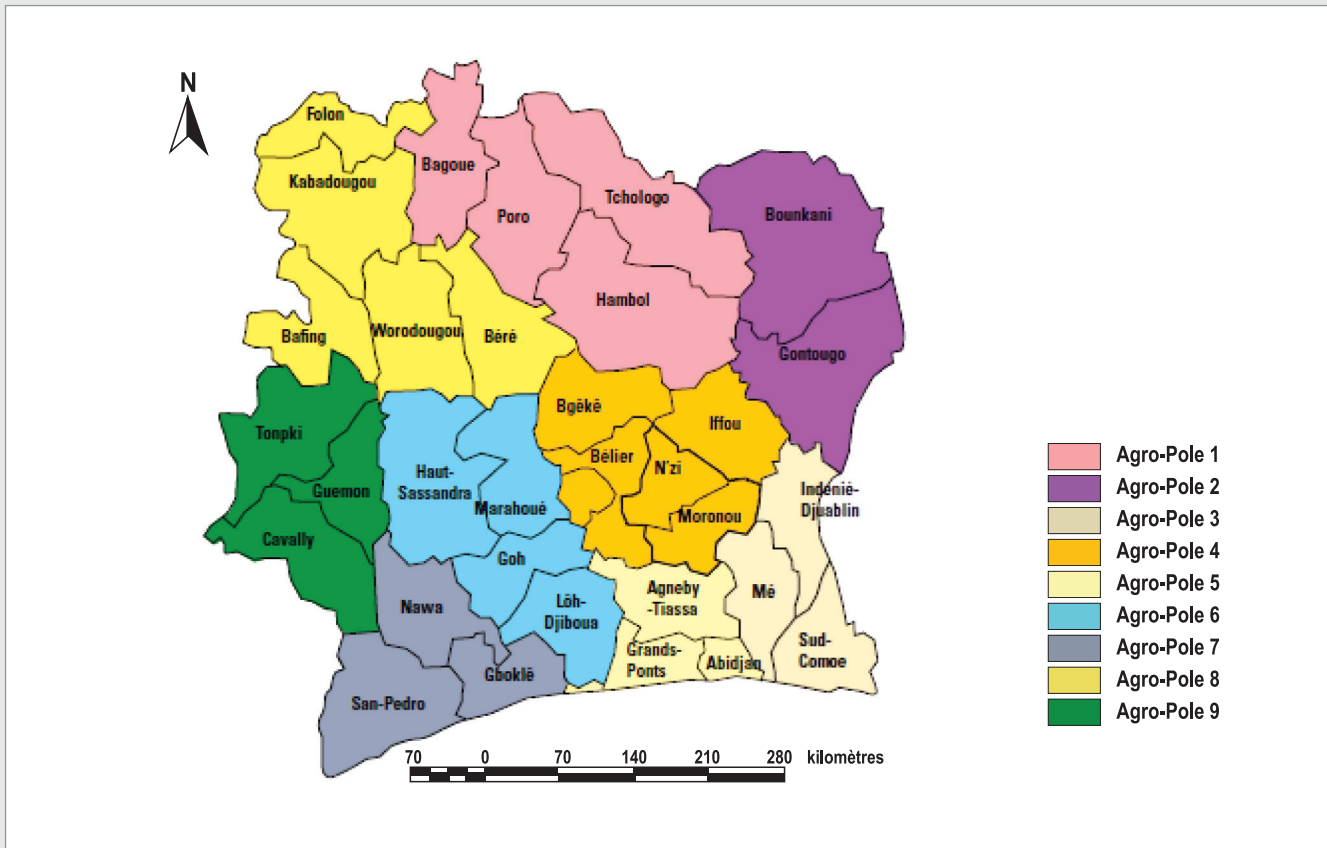 N
Folon
Kabadougou
Bagoue
Poro
Tchologo
Bounkani
Hambol
Gontougo
Bafing
Worodougou
Béré
Bgêkê
Iffou
Tonpki
Guemon
Cavally
Haut-
Sassandra
Marahoué
Bélier
N'zi
Moronou
Indénié-
Djuablin
Goh
Nawa
Lôh-
Djiboua
Agneby
-Tiassa
Mé
Sud-
Comoe
Grands-
Ponts
Abidjan
Gboklê
San-Pedro
Agro-Pole 1
Agro-Pole 2
Agro-Pole 3
Agro-Pole 4
Agro-Pole 5
Agro-Pole 6
Agro-Pole 7
Agro-Pole 8
Agro-Pole 9
70 0 70 140 210 280 kilomètres